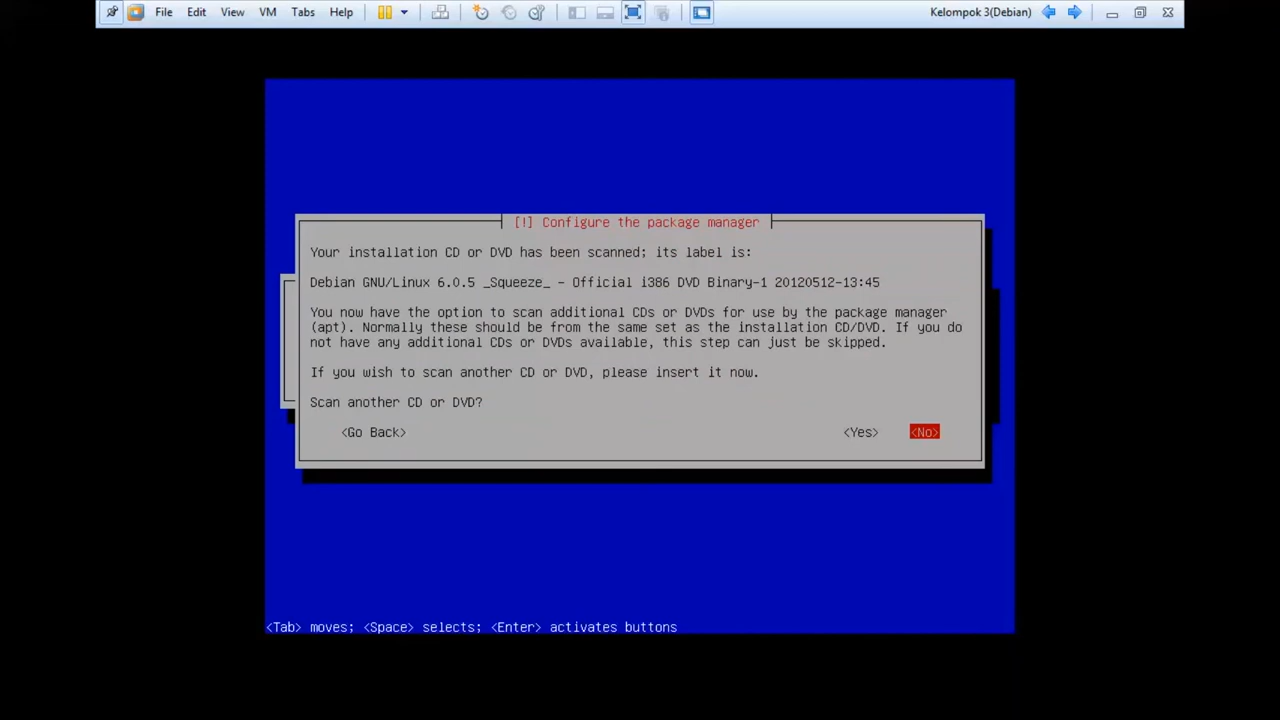 File Edit View VM Tabs Help Kelompok 3(Debian)
[!] Configure the package manager
Your installation CD or DVD has been scanned; its label is:
Debian GNU/Linux 6.0.5 _Squeeze_ - Official i386 DVD Binary-1 20120512-13:45
You now have the option to scan additional CDs or DVDs for use by the package manager
(apt). Normally these should be from the same set as the installation CD/DVD. If you do
not have any additional CDs or DVDs available, this step can just be skipped.
If you wish to scan another CD or DVD, please insert it now.
Scan another CD or DVD?
<Go Back> <Yes> <No>
<Tab> moves; <Space> selects; <Enter> activates buttons